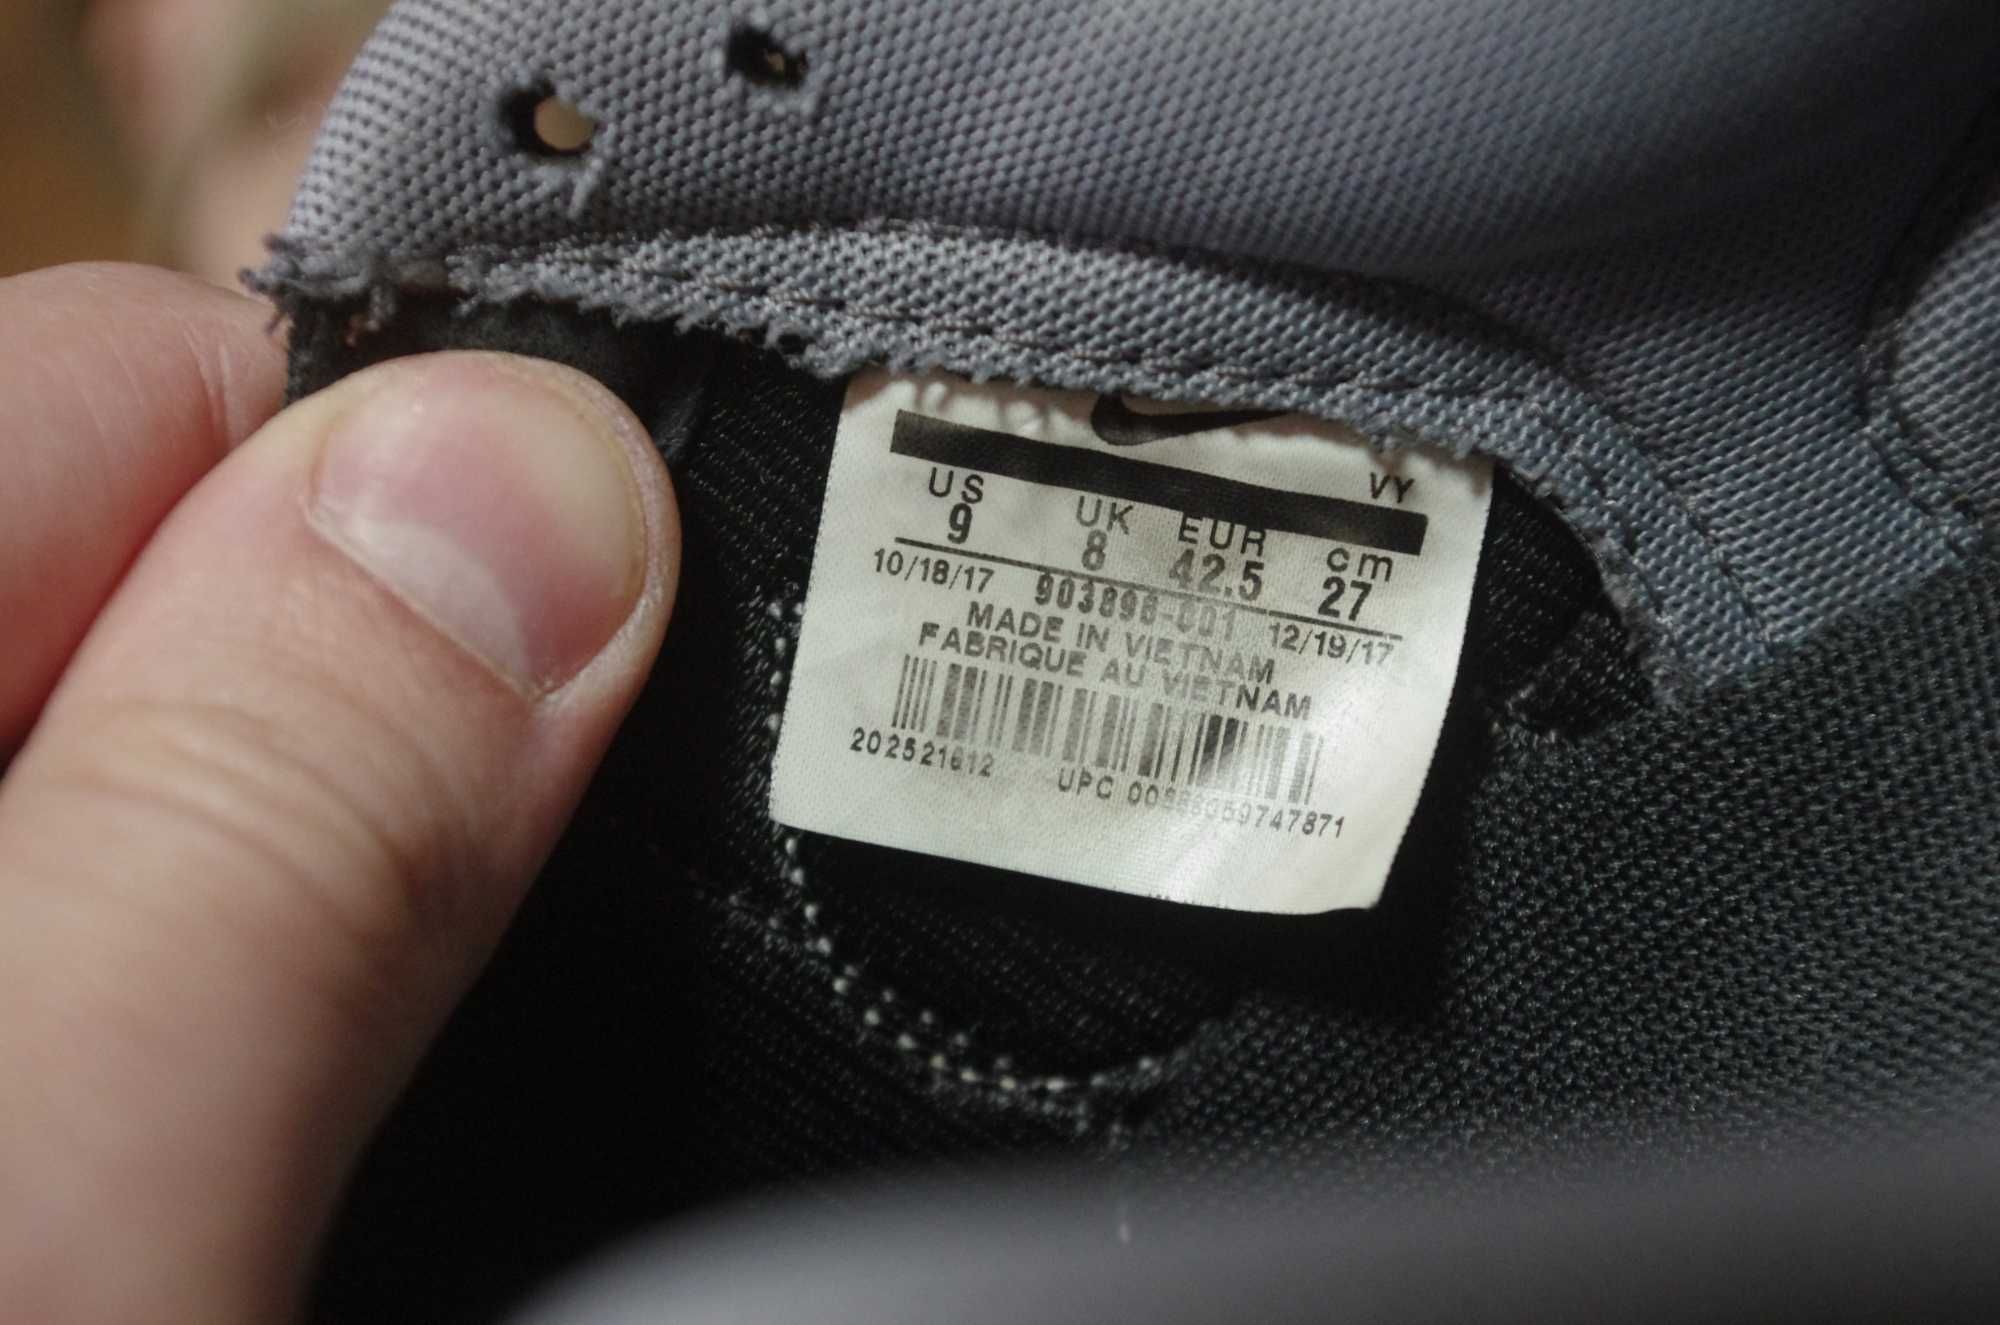 VY
US UK EUR cm
9 8 42.5 27
10/18/17 12/19/17
MADE IN VIETNAM
FABRIQUE AU VIETNAM
202521612
UPC